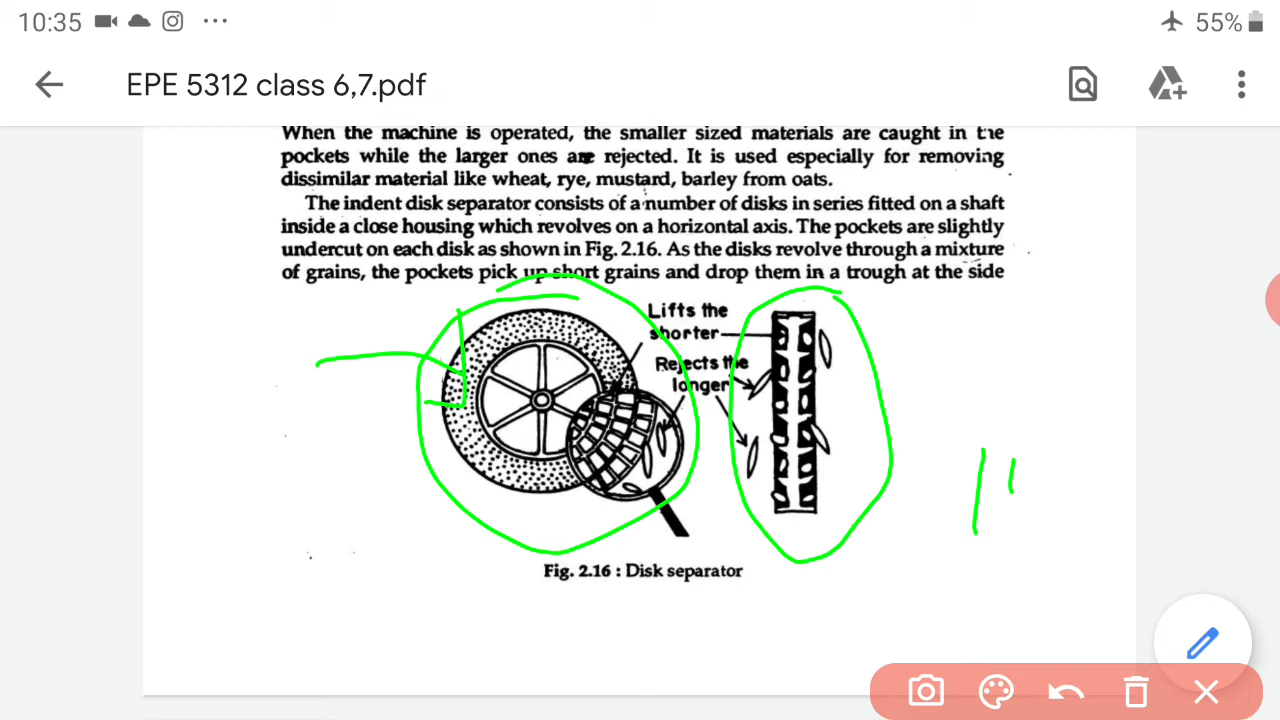 10:35 55%
EPE 5312 class 6,7.pdf
When the machine is operated, the smaller sized materials are caught in the
pockets while the larger ones are rejected. It is used especially for removing
dissimilar material like wheat, rye, mustard, barley from oats.
The indent disk separator consists of a number of disks in series fitted on a shaft
inside a close housing which revolves on a horizontal axis. The pockets are slightly
undercut on each disk as shown in Fig. 2.16. As the disks revolve through a mixture
of grains, the pockets pick up short grains and drop them in a trough at the side
Lifts the
shorter
Rejects the
longer
Fig. 2.16 : Disk separator